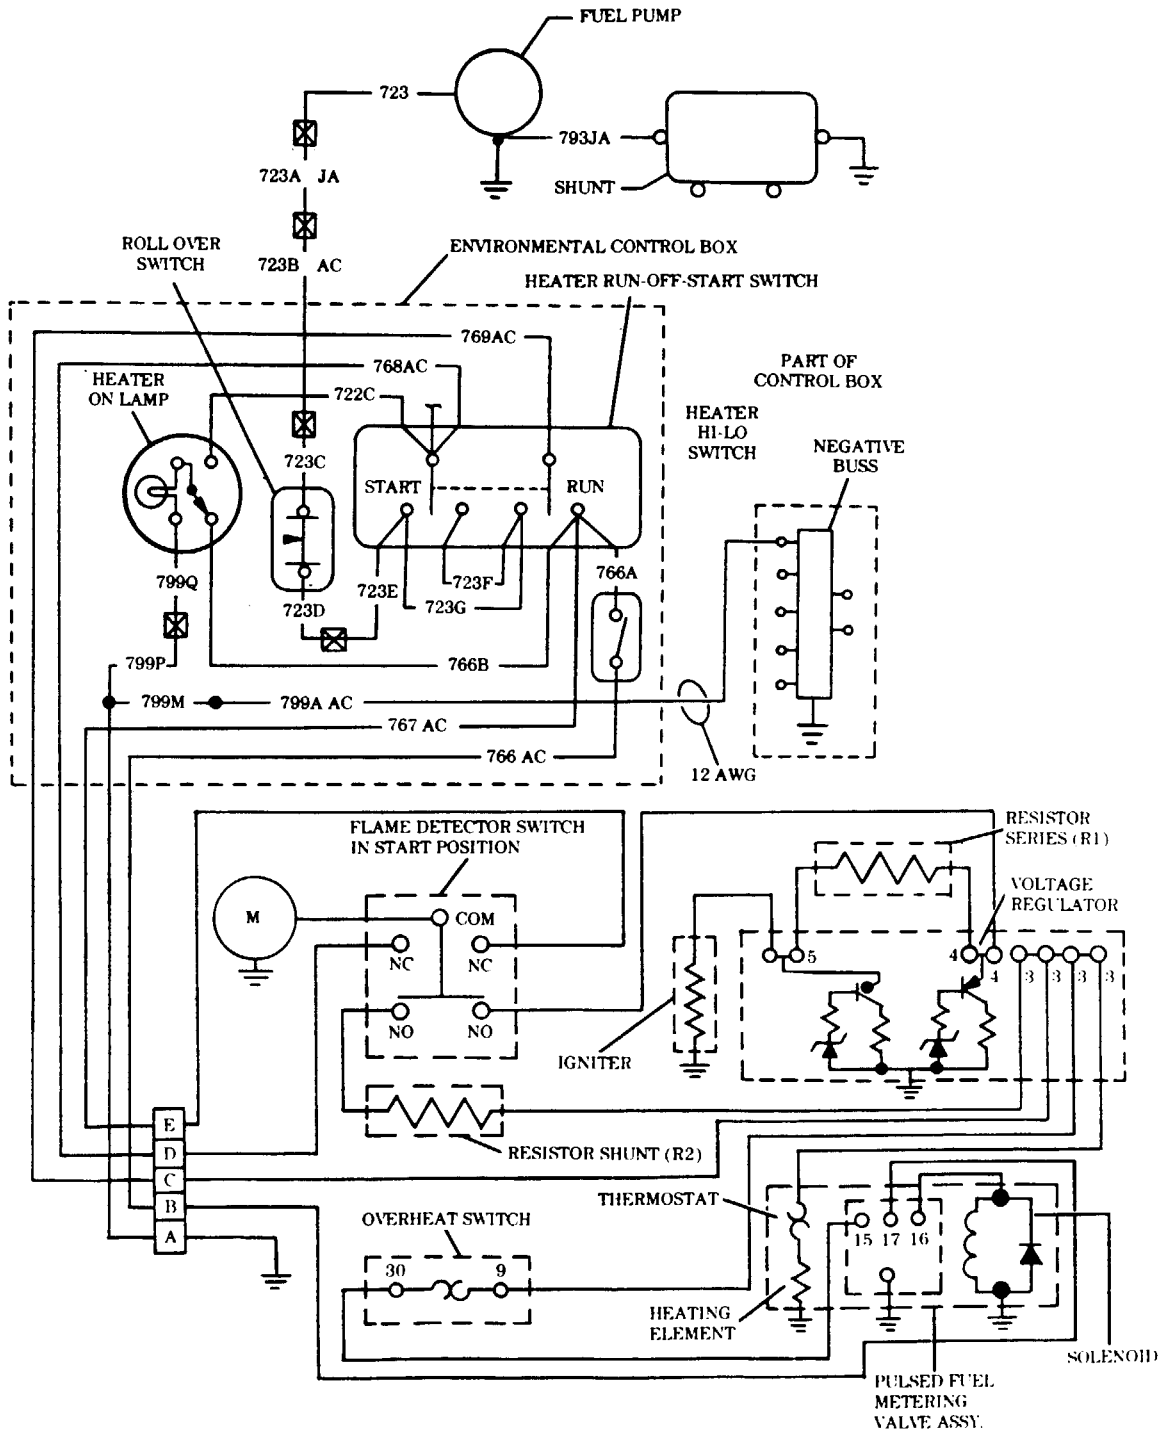 FUEL PUMP
723
793JA
SHUNT
723A JA
ROLL OVER
SWITCH
723B AC
ENVIRONMENTAL CONTROL BOX
HEATER RUN-OFF-START SWITCH
769AC
768AC
722C
HEATER
ON LAMP
PART OF
CONTROL BOX
HEATER
HI-LO
SWITCH
NEGATIVE
BUSS
723C
START
RUN
799Q
723D
723E
723F
723G
766A
799P
766B
799M
799A AC
767 AC
766 AC
12 AWG
FLAME DETECTOR SWITCH
IN START POSITION
RESISTOR
SERIES (R1)
VOLTAGE
REGULATOR
M
COM
NC
NC
NO
NO
5
4
4
3
3
3
3
IGNITER
RESISTOR SHUNT (R2)
E
D
C
B
A
OVERHEAT SWITCH
30
9
THERMOSTAT
15 17 16
HEATING
ELEMENT
SOLENOID
PULSED FUEL
METERING
VALVE ASSY.